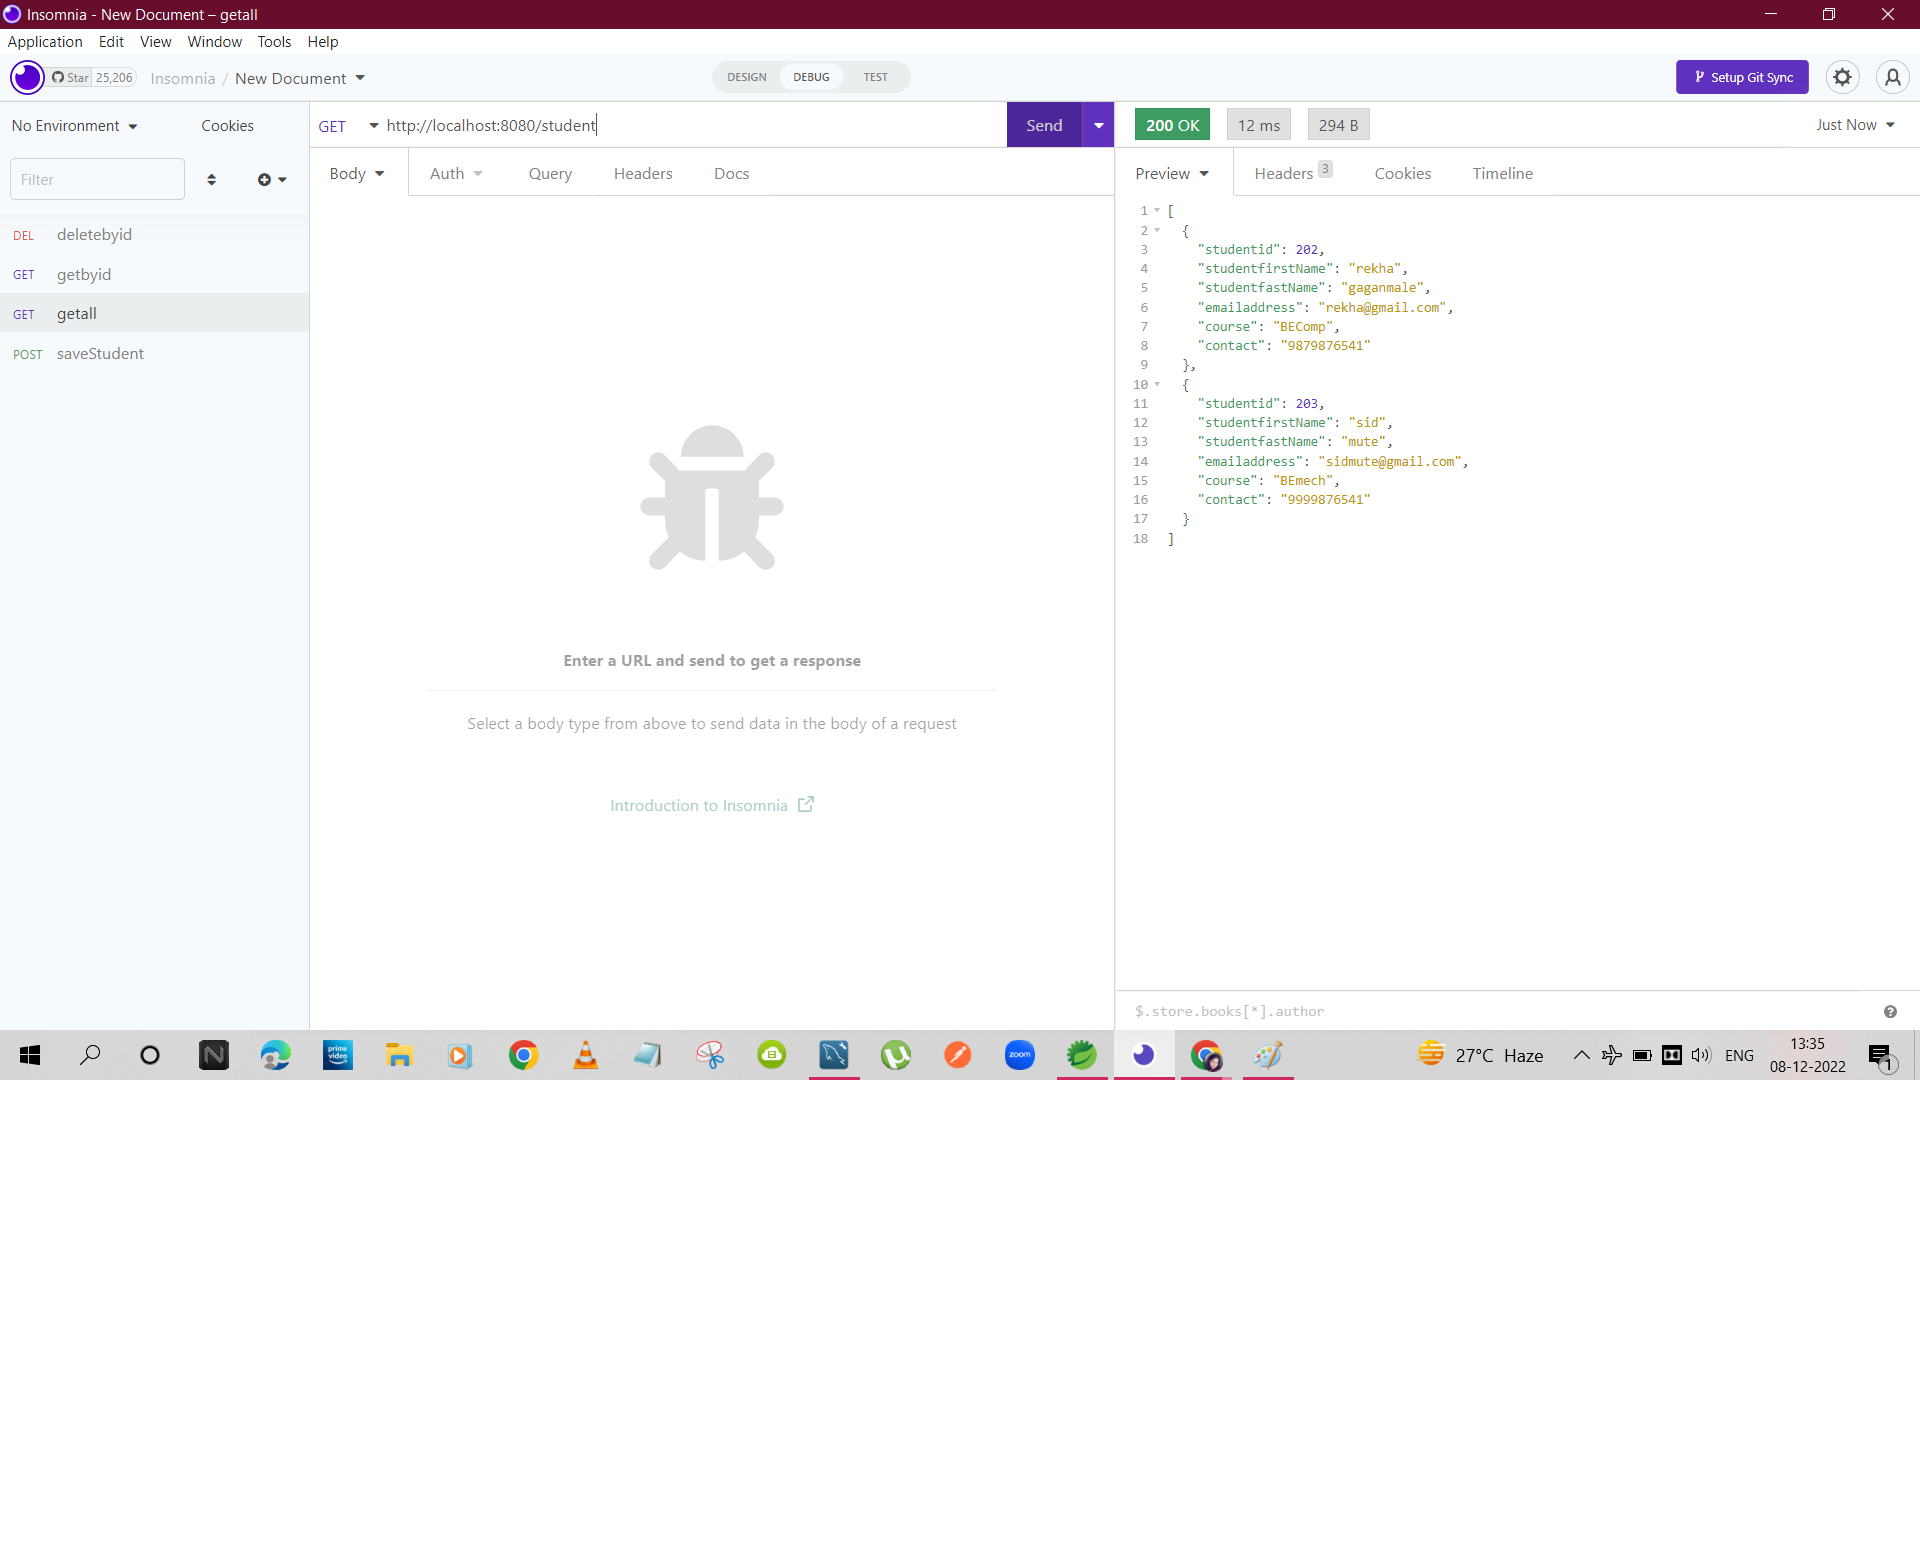 Insomnia - New Document – getall
Application Edit View Window Tools Help
Star 25,206 Insomnia / New Document DESIGN DEBUG TEST Setup Git Sync
No Environment Cookies GET http://localhost:8080/student Send 200 OK 12 ms 294 B Just Now
Filter Body Auth Query Headers Docs Preview Headers 3 Cookies Timeline
DEL deletebyid
GET getbyid
GET getall
POST saveStudent
Enter a URL and send to get a response
Select a body type from above to send data in the body of a request
Introduction to Insomnia
1 [
2 {
3 "studentid": 202,
4 "studentfirstName": "rekha",
5 "studentfastName": "gaganmale",
6 "emailaddress": "rekha@gmail.com",
7 "course": "BEComp",
8 "contact": "9879876541"
9 },
10 {
11 "studentid": 203,
12 "studentfirstName": "sid",
13 "studentfastName": "mute",
14 "emailaddress": "sidmute@gmail.com",
15 "course": "BEmech",
16 "contact": "9999876541"
17 }
18 ]
$.store.books[*].author
prime video
zoom
27°C Haze ENG 13:35
08-12-2022
1